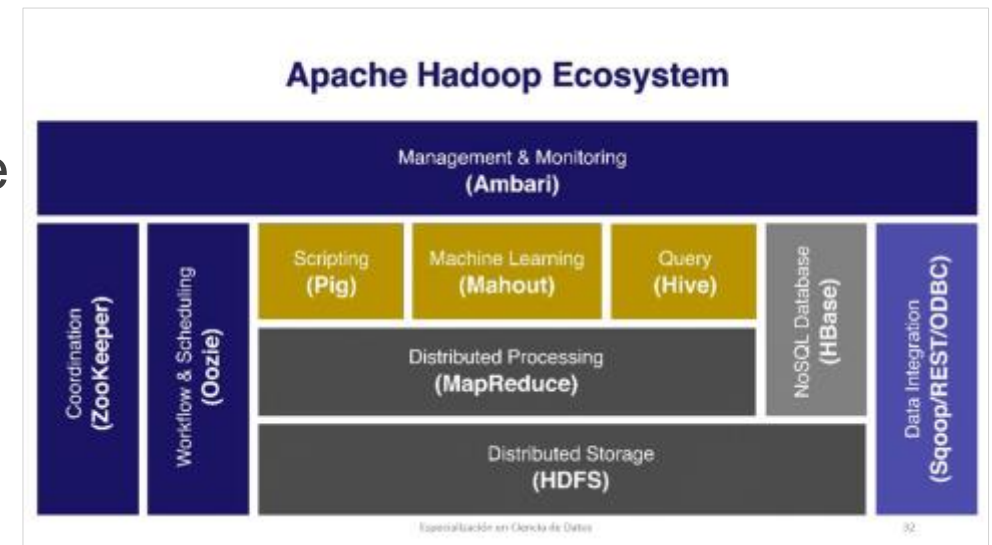 Apache Hadoop Ecosystem
e
Management & Monitoring
(Ambari)
Coordination
(ZooKeeper)
Workflow & Scheduling
(Oozie)
Scripting
(Pig)
Machine Learning
(Mahout)
Query
(Hive)
Distributed Processing
(MapReduce)
NoSQL Database
(HBase)
Distributed Storage
(HDFS)
Data Integration
(Sqoop/REST/ODBC)
Especialización en Ciencia de Datos
32